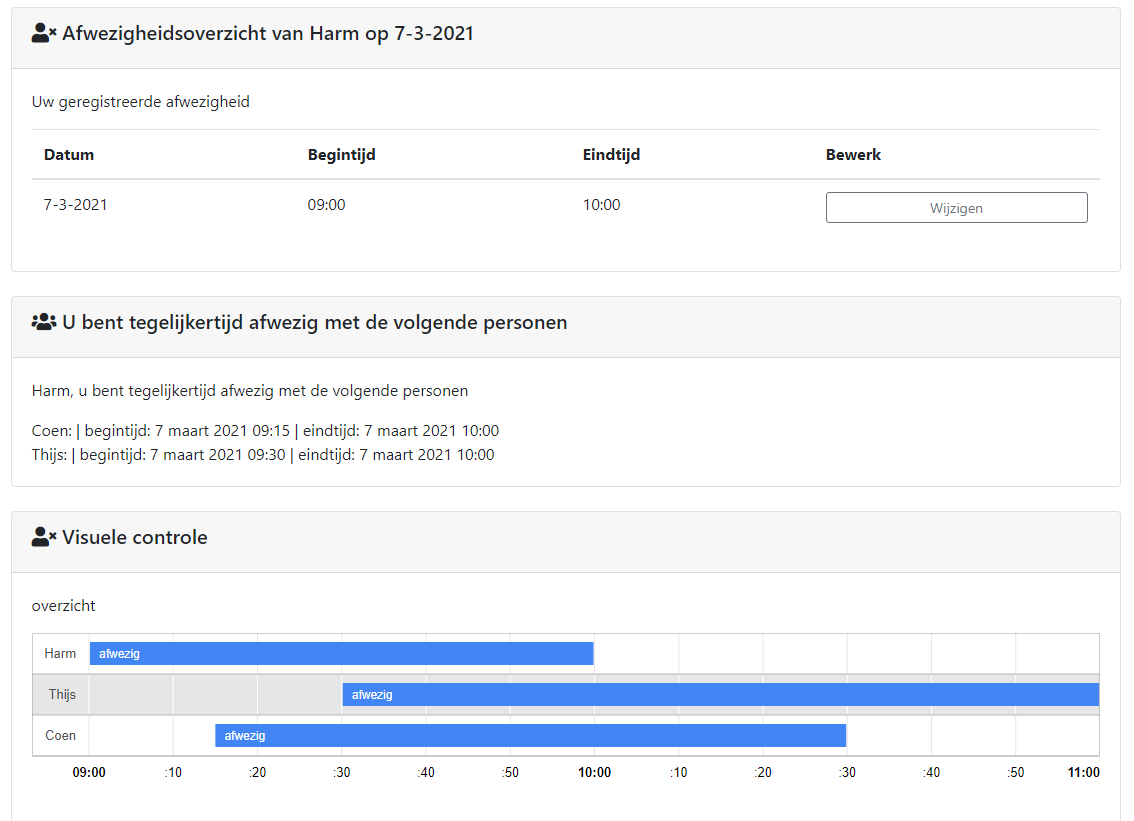 Afwezigheidsoverzicht van Harm op 7-3-2021
Uw geregistreerde afwezigheid
Datum Begintijd Eindtijd Bewerk
7-3-2021 09:00 10:00 Wijzigen
U bent tegelijkertijd afwezig met de volgende personen
Harm, u bent tegelijkertijd afwezig met de volgende personen
Coen: | begintijd: 7 maart 2021 09:15 | eindtijd: 7 maart 2021 10:00
Thijs: | begintijd: 7 maart 2021 09:30 | eindtijd: 7 maart 2021 10:00
Visuele controle
overzicht
Harm afwezig
Thijs afwezig
Coen afwezig
09:00 :10 :20 :30 :40 :50 10:00 :10 :20 :30 :40 :50 11:00